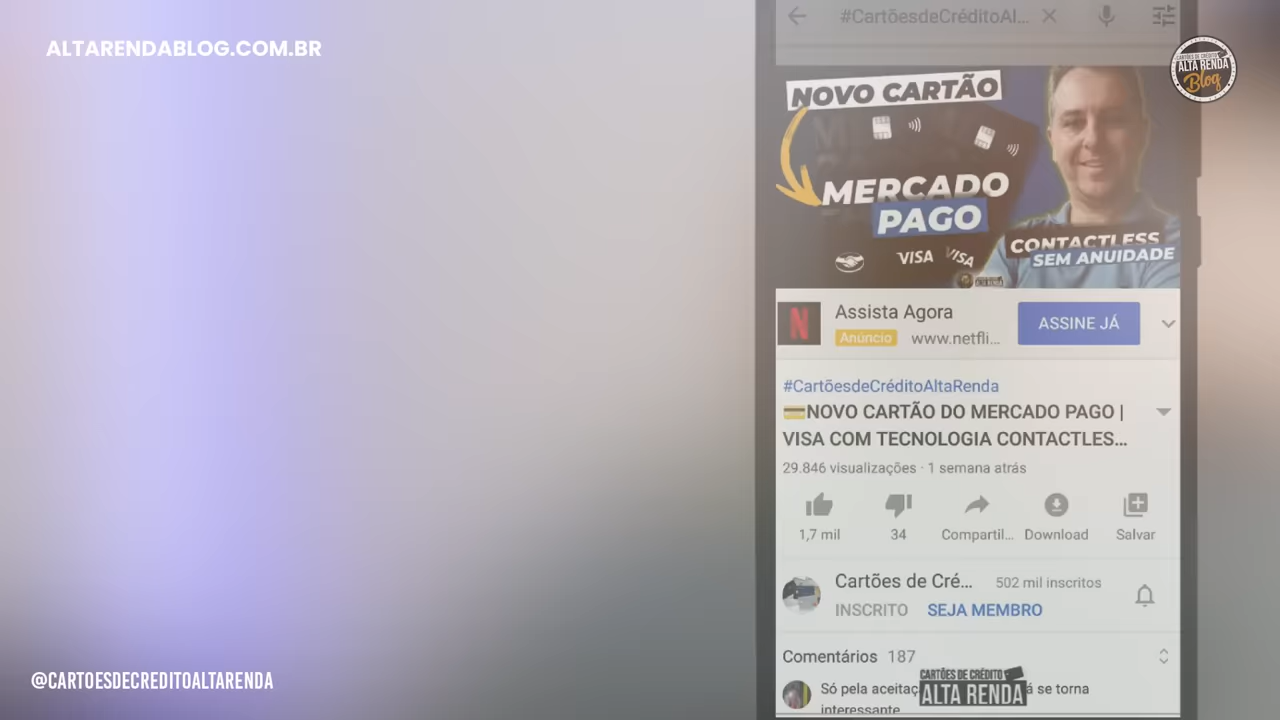 ALTARENDABLOG.COM.BR
#CartõesdeCréditoAl...
CARTÕES DE CRÉDITO
ALTA RENDA
Blog
NOVO CARTÃO
MERCADO
PAGO
VISA VISA
CONTACTLESS
SEM ANUIDADE
Assista Agora
Anúncio www.netfli...
ASSINE JÁ
#CartõesdeCréditoAltaRenda
NOVO CARTÃO DO MERCADO PAGO |
VISA COM TECNOLOGIA CONTACTLES...
29.846 visualizações · 1 semana atrás
1,7 mil 34 Compartil... Download Salvar
Cartões de Cré... 502 mil inscritos
INSCRITO SEJA MEMBRO
Comentários 187
Só pela aceitaç á se torna
interessante
CARTÕES DE CRÉDITO
ALTA RENDA
@CARTOESDECREDITOALTARENDA